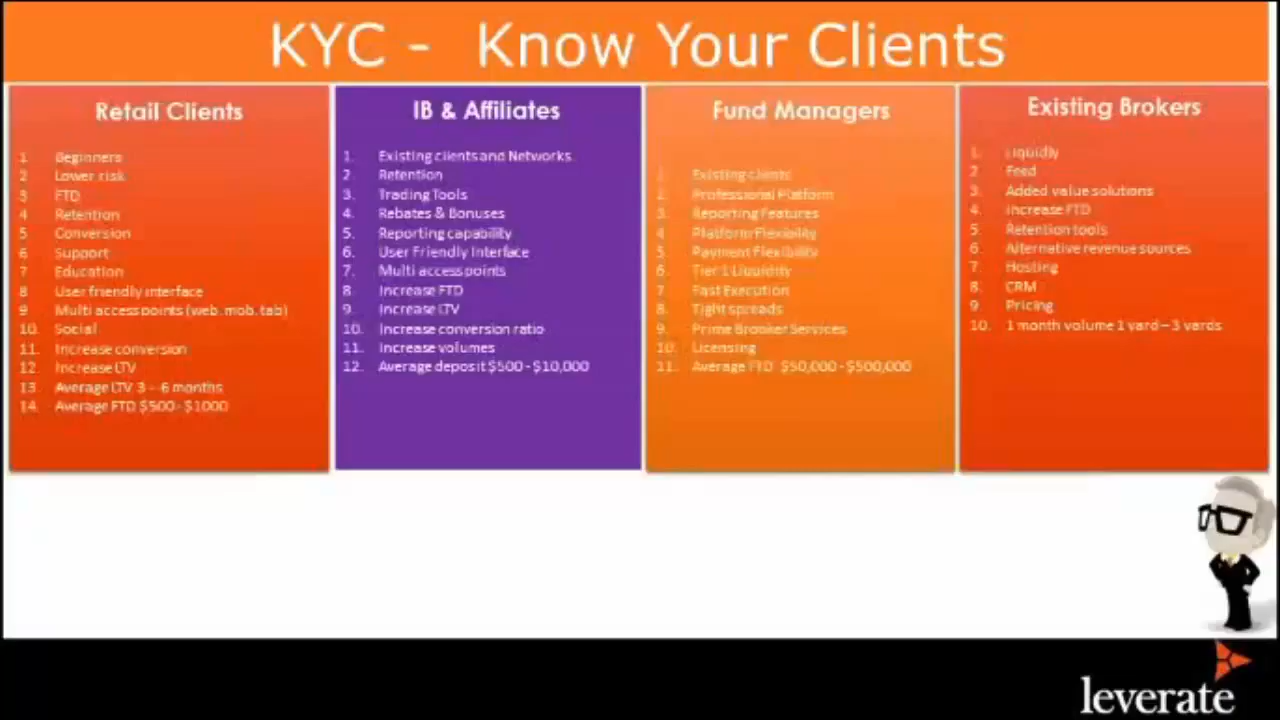 KYC - Know Your Clients
Retail Clients
1 Beginners
2 Lower risk
3 FTD
4 Retention
5 Conversion
6 Support
7 Education
8 User friendly interface
9 Multi access points (web, mob, tab)
10. Social
11. Increase conversion
12. Increase LTV
13. Average LTV 3 – 6 months
14. Average FTD $500 - $1000
IB & Affiliates
1. Existing clients and Networks
2. Retention
3. Trading Tools
4. Rebates & Bonuses
5. Reporting capability
6. User Friendly Interface
7. Multi access points
8. Increase FTD
9. Increase LTV
10. Increase conversion ratio
11. Increase volumes
12. Average deposit $500 - $10,000
Fund Managers
1. Existing clients
2. Professional Platform
3. Reporting Features
4. Platform Flexibility
5. Payment Flexibility
6. Tier 1 Liquidity
7. Fast Execution
8. Tight spreads
9. Prime Broker Services
10. Licensing
11. Average FTD $50,000 - $500,000
Existing Brokers
1. Liquidly
2. Feed
3. Added value solutions
4. Increase FTD
5. Retention tools
6. Alternative revenue sources
7. Hosting
8. CRM
9. Pricing
10. 1 month volume 1 yard – 3 yards
leverate